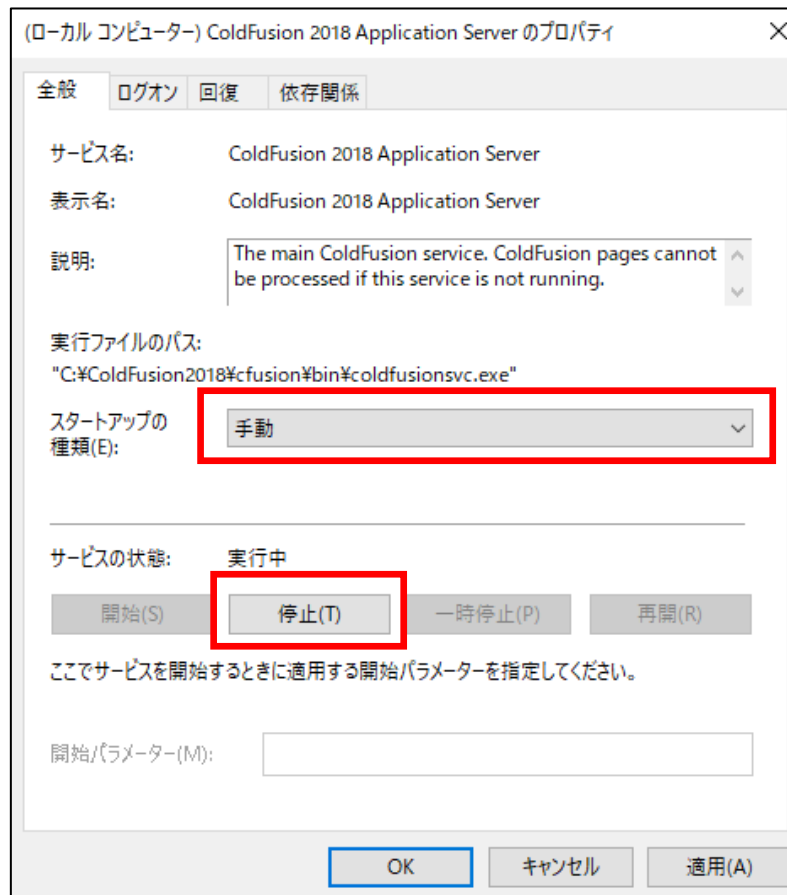 (ローカル コンピューター) ColdFusion 2018 Application Server のプロパティ
全般 ログオン 回復 依存関係
サービス名: ColdFusion 2018 Application Server
表示名: ColdFusion 2018 Application Server
説明: The main ColdFusion service. ColdFusion pages cannot
be processed if this service is not running.
実行ファイルのパス:
"C:¥ColdFusion2018¥cfusion¥bin¥coldfusionsvc.exe"
スタートアップの
種類(E): 手動
サービスの状態: 実行中
開始(S) 停止(T) 一時停止(P) 再開(R)
ここでサービスを開始するときに適用する開始パラメーターを指定してください。
開始パラメーター(M):
OK キャンセル 適用(A)